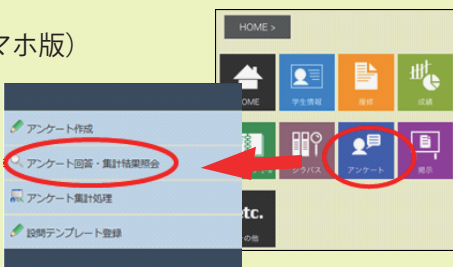 マホ版）
HOME >
OME
学生情報
履修
成績
シラバス
アンケート
掲示
etc.
の他
アンケート作成
アンケート回答・集計結果照会
アンケート集計処理
設問テンプレート登録